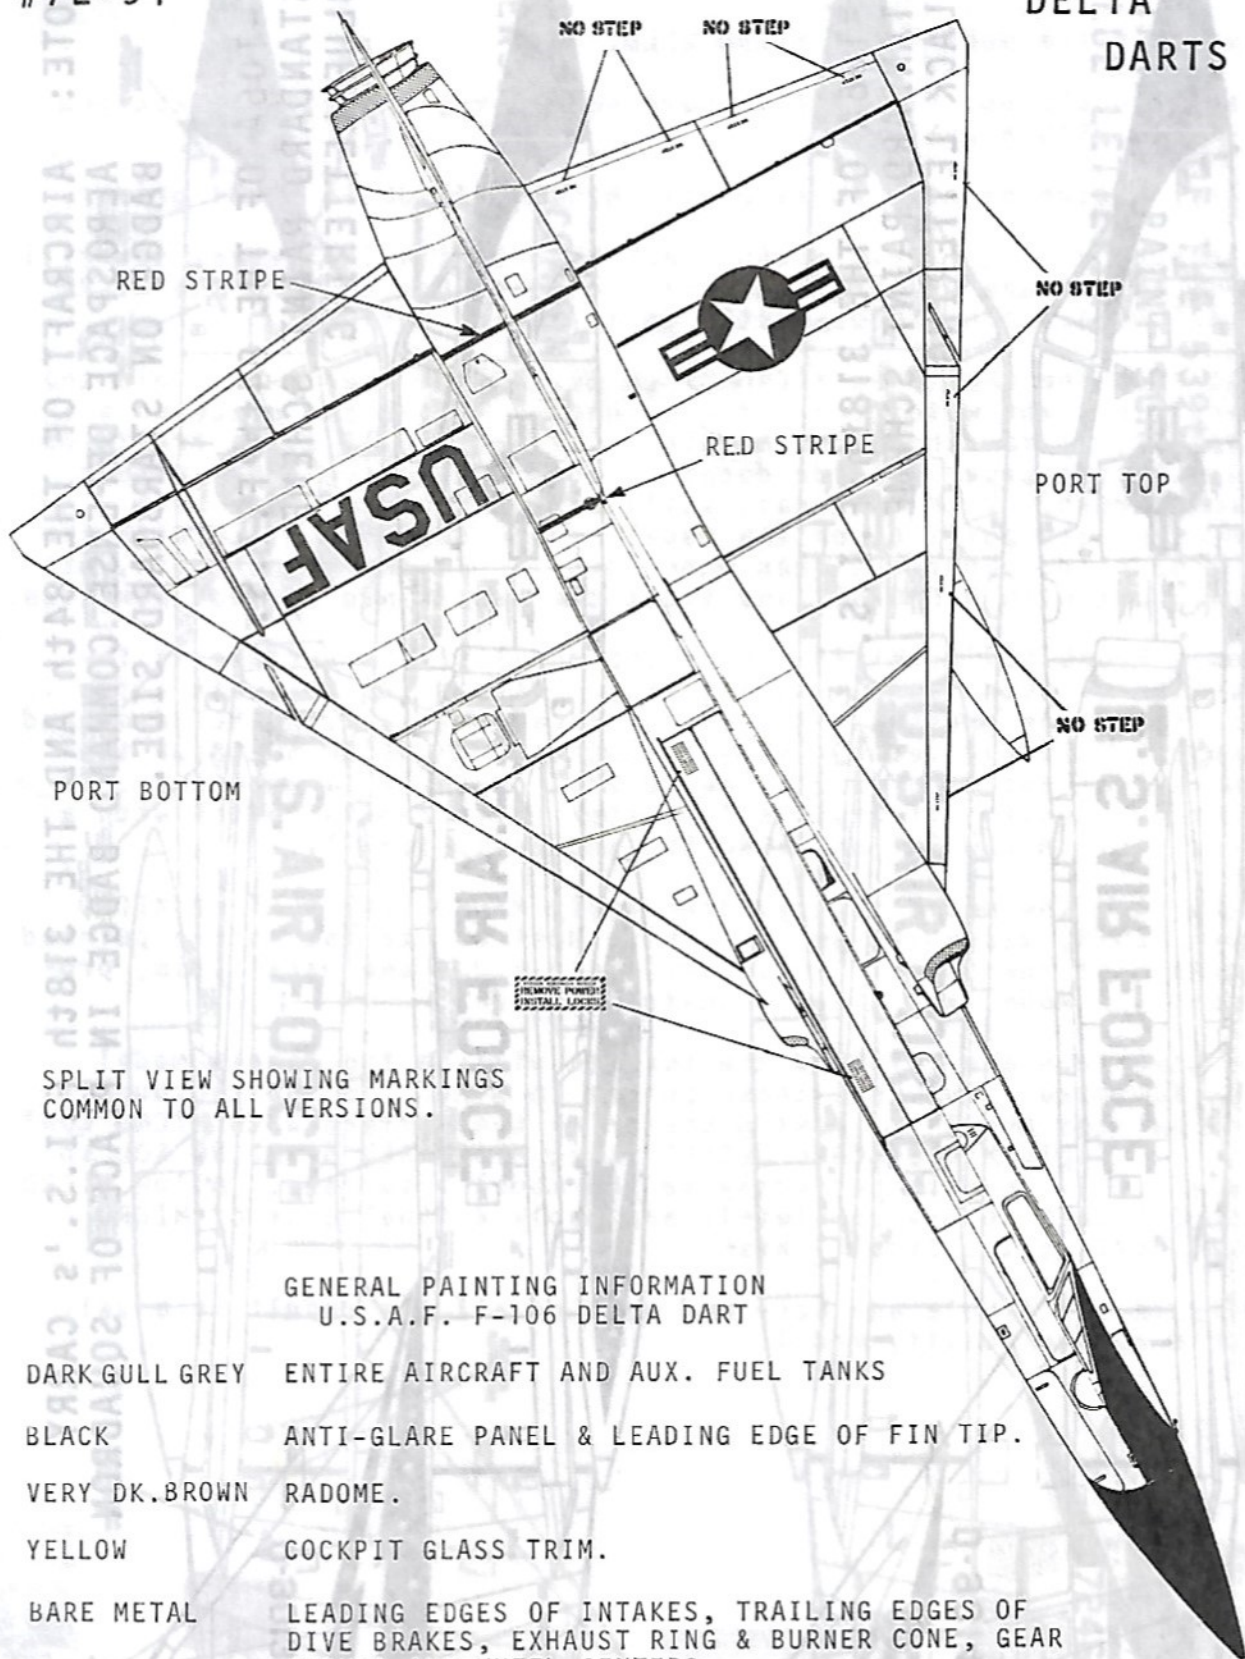 DELTA
DARTS
NO STEP
NO STEP
RED STRIPE
NO STEP
RED STRIPE
PORT TOP
USAF
NO STEP
PORT BOTTOM
REMOVE POWER
INSTALL LOCKS
SPLIT VIEW SHOWING MARKINGS
COMMON TO ALL VERSIONS.
GENERAL PAINTING INFORMATION
U.S.A.F. F-106 DELTA DART
DARK GULL GREY ENTIRE AIRCRAFT AND AUX. FUEL TANKS
BLACK ANTI-GLARE PANEL & LEADING EDGE OF FIN TIP.
VERY DK.BROWN RADOME.
YELLOW COCKPIT GLASS TRIM.
BARE METAL LEADING EDGES OF INTAKES, TRAILING EDGES OF
DIVE BRAKES, EXHAUST RING & BURNER CONE, GEAR